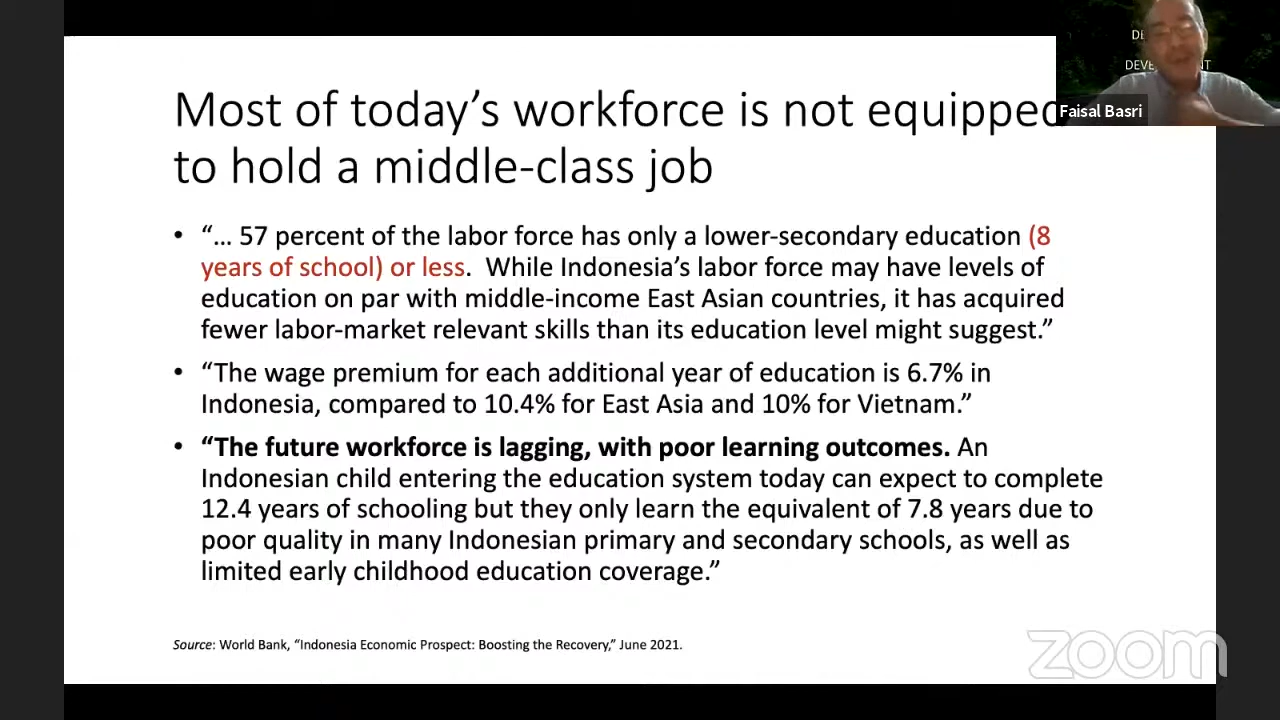 Most of today's workforce is not equipped
to hold a middle-class job
• “… 57 percent of the labor force has only a lower-secondary education (8
years of school) or less. While Indonesia's labor force may have levels of
education on par with middle-income East Asian countries, it has acquired
fewer labor-market relevant skills than its education level might suggest.”
• “The wage premium for each additional year of education is 6.7% in
Indonesia, compared to 10.4% for East Asia and 10% for Vietnam.”
• “The future workforce is lagging, with poor learning outcomes. An
Indonesian child entering the education system today can expect to complete
12.4 years of schooling but they only learn the equivalent of 7.8 years due to
poor quality in many Indonesian primary and secondary schools, as well as
limited early childhood education coverage.”
Source: World Bank, “Indonesia Economic Prospect: Boosting the Recovery,” June 2021.
Faisal Basri
zoom